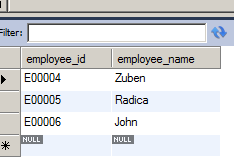 Filter:
employee_id employee_name
E00004 Zuben
E00005 Radica
E00006 John
NULL NULL